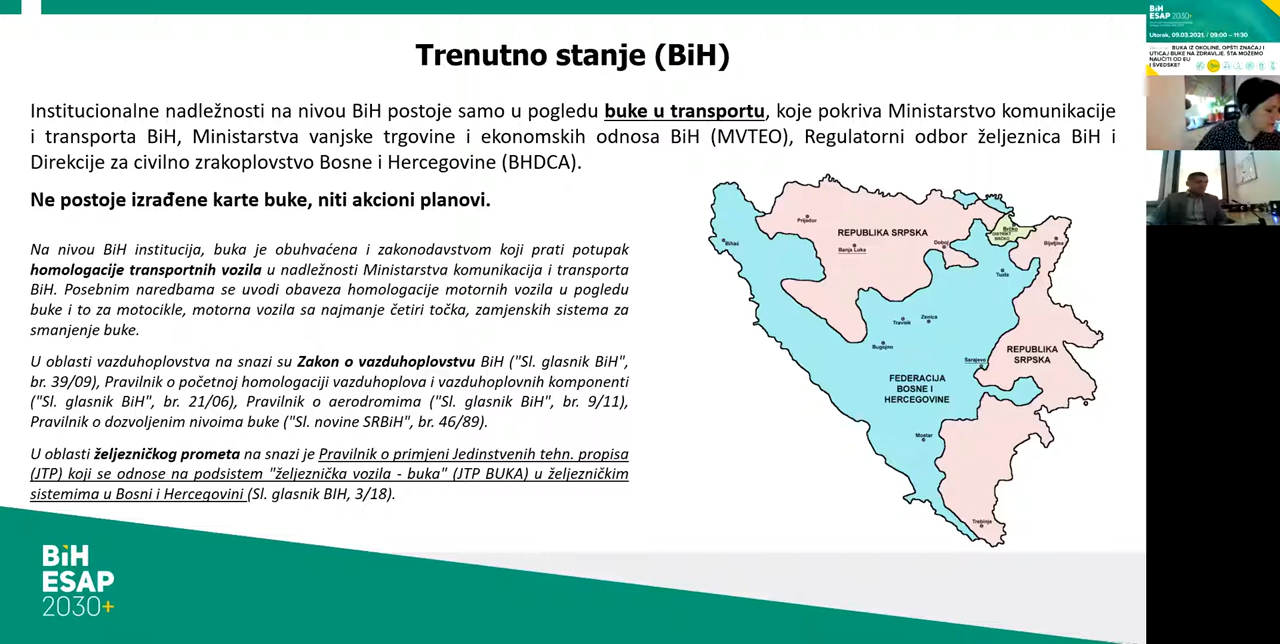 Trenutno stanje (BiH)
Institucionalne nadležnosti na nivou BiH postoje samo u pogledu buke u transportu, koje pokriva Ministarstvo komunikacije
i transporta BiH, Ministarstva vanjske trgovine i ekonomskih odnosa BiH (MVTEO), Regulatorni odbor željeznica BiH i
Direkcije za civilno zrakoplovstvo Bosne i Hercegovine (BHDCA).
Ne postoje izrađene karte buke, niti akcioni planovi.
Na nivou BiH institucija, buka je obuhvaćena i zakonodavstvom koji prati potupak
homologacije transportnih vozila u nadležnosti Ministarstva komunikacija i transporta
BiH. Posebnim naredbama se uvodi obaveza homologacije motornih vozila u pogledu
buke i to za motocikle, motorna vozila sa najmanje četiri točka, zamjenskih sistema za
smanjenje buke.
U oblasti vazduhoplovstva na snazi su Zakon o vazduhoplovstvu BiH ("Sl. glasnik BiH",
br. 39/09), Pravilnik o početnoj homologaciji vazduhoplova i vazduhoplovnih komponenti
("Sl. glasnik BiH", br. 21/06), Pravilnik o aerodromima ("Sl. glasnik BiH", br. 9/11),
Pravilnik o dozvoljenim nivoima buke ("Sl. novine SRBiH", br. 46/89).
U oblasti željezničkog prometa na snazi je Pravilnik o primjeni Jedinstvenih tehn. propisa
(JTP) koji se odnose na podsistem "željeznička vozila - buka" (JTP BUKA) u željezničkim
sistemima u Bosni i Hercegovini (Sl. glasnik BIH, 3/18).
Prijedor
REPUBLIKA SRPSKA
Banja Luka
Doboj
Brčko
DISTRIKT
BRČKO
Bijeljina
Bihać
Tuzla
Travnik
Zenica
Bugojno
Sarajevo
REPUBLIKA
SRPSKA
FEDERACIJA
BOSNE I
HERCEGOVINE
Mostar
Trebinje
BiH
ESAP
2030+
BiH
ESAP 2030+
Utorak, 09.03.2021. / 09:00 – 11:30
BUKA IZ OKOLINE, OPŠTI ZNAČAJ I
UTICAJ BUKE NA ZDRAVLJE. ŠTA MOŽEMO
NAUČITI OD EU
I ŠVEDSKE?